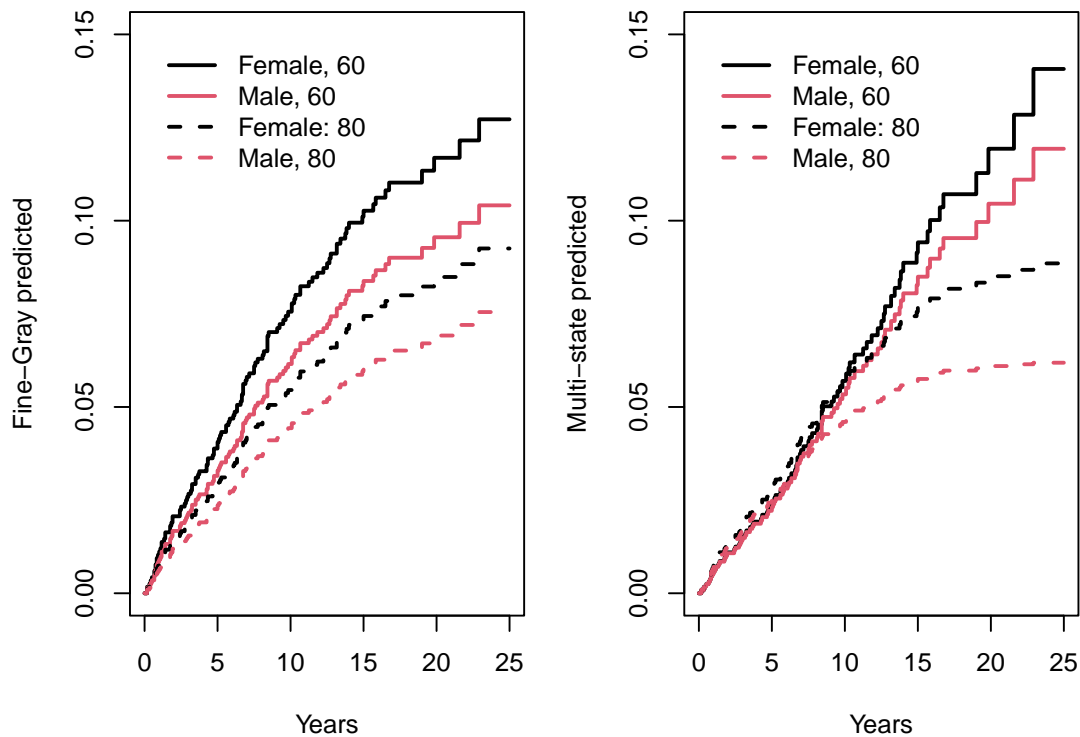 Fine−Gray predicted
0.15
0.10
0.05
0.00
Female, 60
Male, 60
Female: 80
Male, 80
0 5 10 15 20 25
Years
Multi−state predicted
0.15
0.10
0.05
0.00
Female, 60
Male, 60
Female: 80
Male, 80
0 5 10 15 20 25
Years